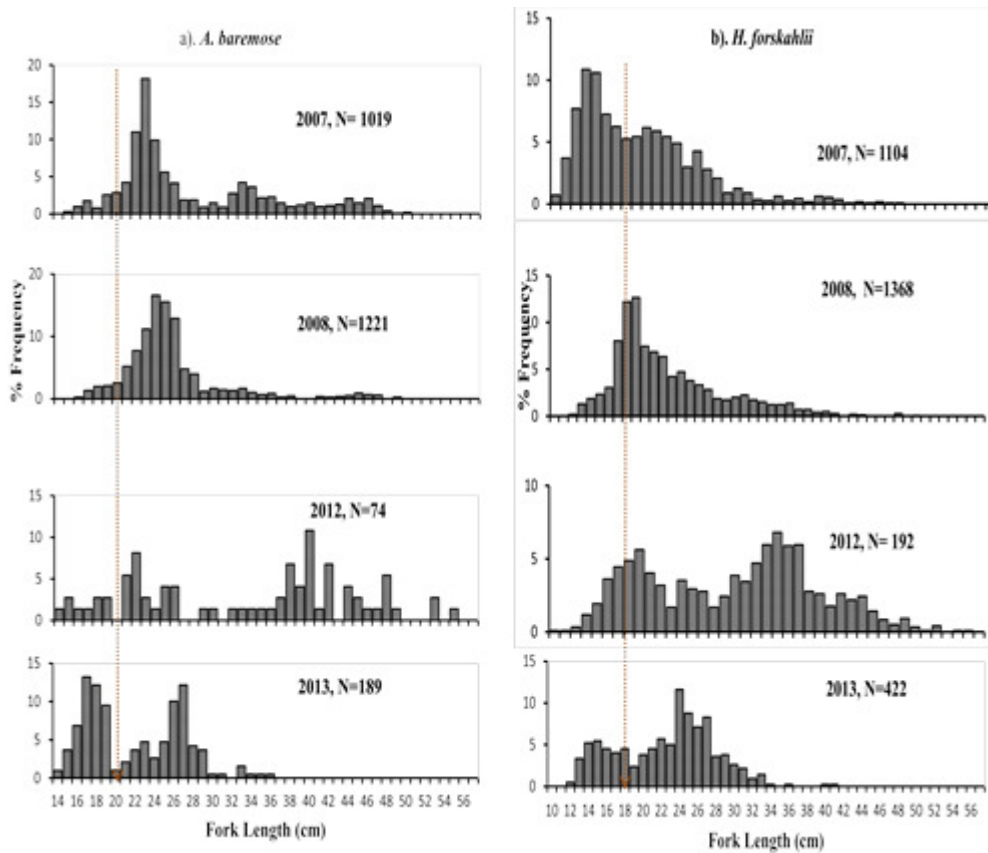 a). A. baremose
20
15
10
5
0
2007, N= 1019
20
10
0
2008, N=1221
% Frequency
15
10
5
0
2012, N=74
15
10
5
0
2013, N=189
14 16 18 20 22 24 26 28 30 32 34 36 38 40 42 44 46 48 50 52 54 56
Fork Length (cm)
b). H. forskahlii
15
10
5
0
2007, N= 1104
15
10
5
0
2008, N=1368
% Frequency
10
5
0
2012, N= 192
15
10
5
0
2013, N=422
10 12 14 16 18 20 22 24 26 28 30 32 34 36 38 40 42 44 46 48 50 52 54 56
Fork Length (cm)